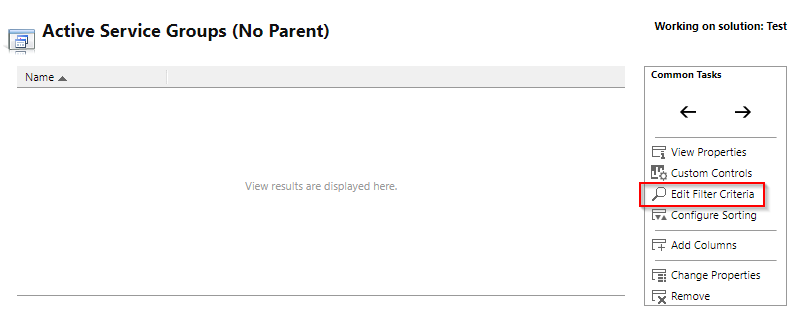 Active Service Groups (No Parent)
Working on solution: Test
Name
View results are displayed here.
Common Tasks
View Properties
Custom Controls
Edit Filter Criteria
Configure Sorting
Add Columns
Change Properties
Remove